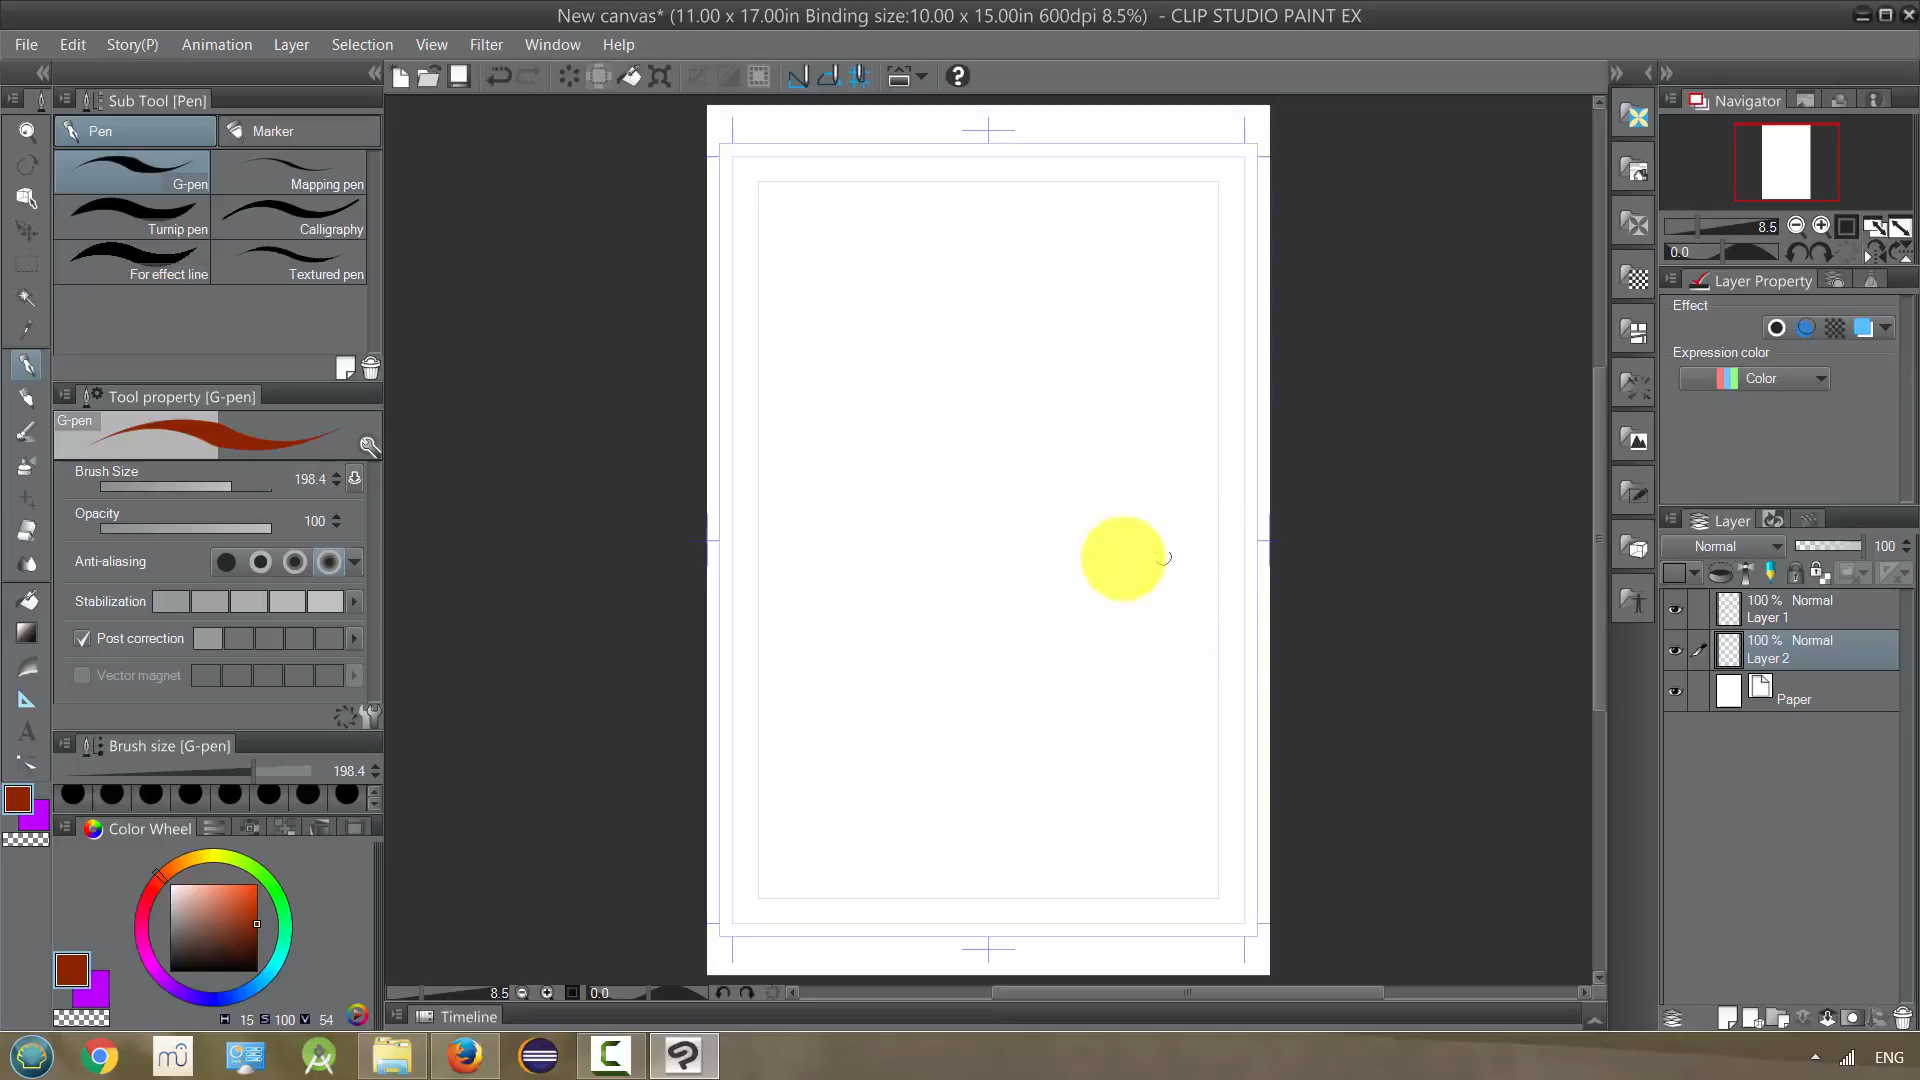 New canvas* (11.00 x 17.00in Binding size:10.00 x 15.00in 600dpi 8.5%) - CLIP STUDIO PAINT EX
File Edit Story(P) Animation Layer Selection View Filter Window Help
Sub Tool [Pen]
Pen Marker
G-pen Mapping pen
Turnip pen Calligraphy
For effect line Textured pen
Tool property [G-pen]
G-pen
Brush Size 198.4
Opacity 100
Anti-aliasing
Stabilization
Post correction
Vector magnet
Brush size [G-pen]
198.4
Color Wheel
H 15 S 100 V 54
8.5 0.0
Timeline
Navigator
8.5
0.0
Layer Property
Effect
Expression color
Color
Layer
Normal 100
100 % Normal
Layer 1
100 % Normal
Layer 2
Paper
ENG